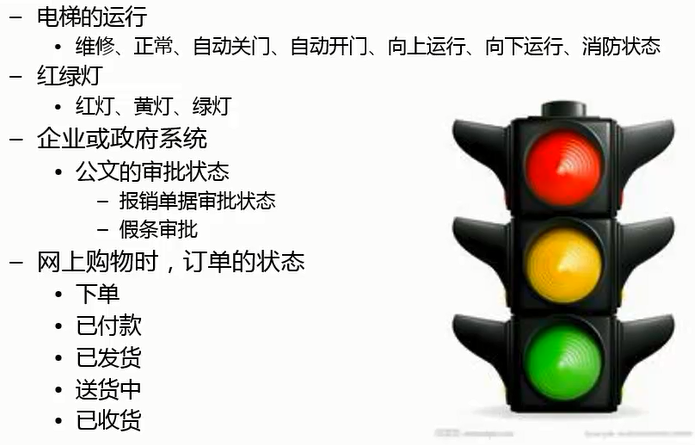 – 电梯的运行
• 维修、正常、自动关门、自动开门、向上运行、向下运行、消防状态
– 红绿灯
• 红灯、黄灯、绿灯
– 企业或政府系统
• 公文的审批状态
– 报销单据审批状态
– 假条审批
– 网上购物时，订单的状态
• 下单
• 已付款
• 已发货
• 送货中
• 已收货